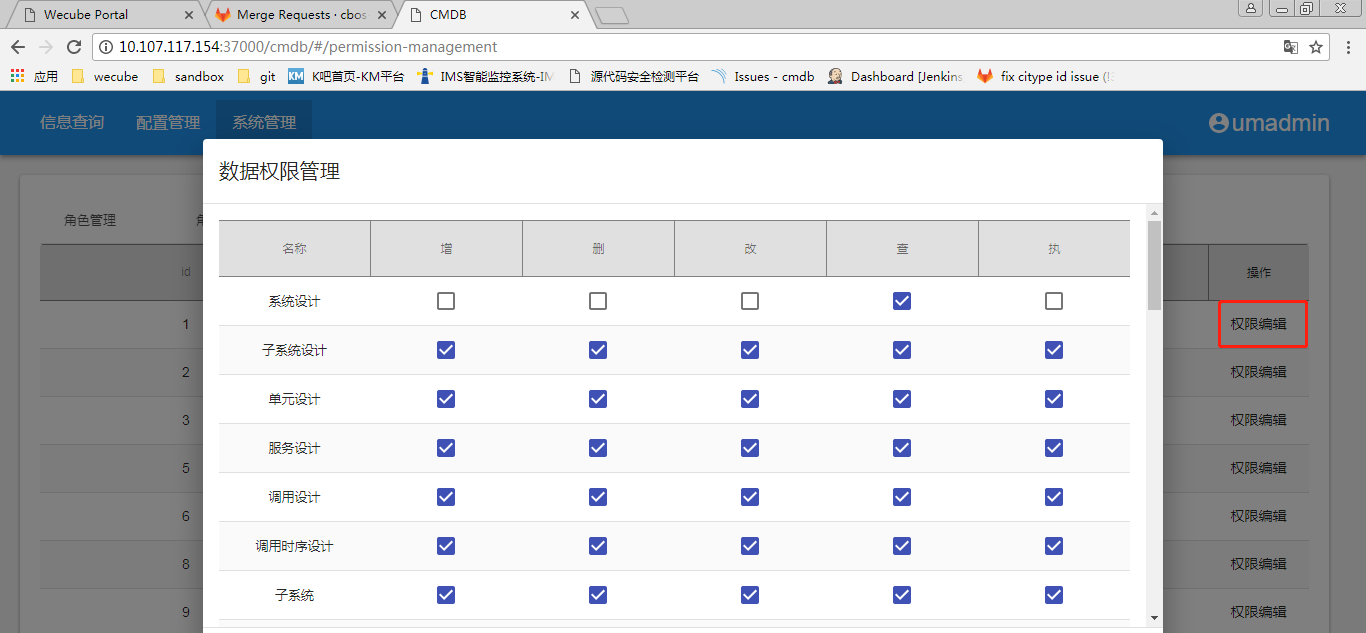 Wecube Portal
Merge Requests · cbos
CMDB
10.107.117.154:37000/cmdb/#/permission-management
应用
wecube
sandbox
git
K吧首页-KM平台
IMS智能监控系统-IM
源代码安全检测平台
Issues - cmdb
Dashboard [Jenkins
fix citype id issue (!
信息查询
配置管理
系统管理
umadmin
数据权限管理
角色管理
id
操作
名称
增
删
改
查
执
系统设计
1
权限编辑
子系统设计
2
权限编辑
单元设计
3
权限编辑
服务设计
5
权限编辑
调用设计
6
权限编辑
调用时序设计
8
权限编辑
子系统
9
权限编辑